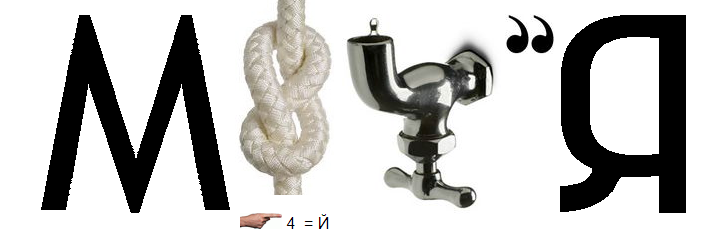 М ,, Я
4 = Й